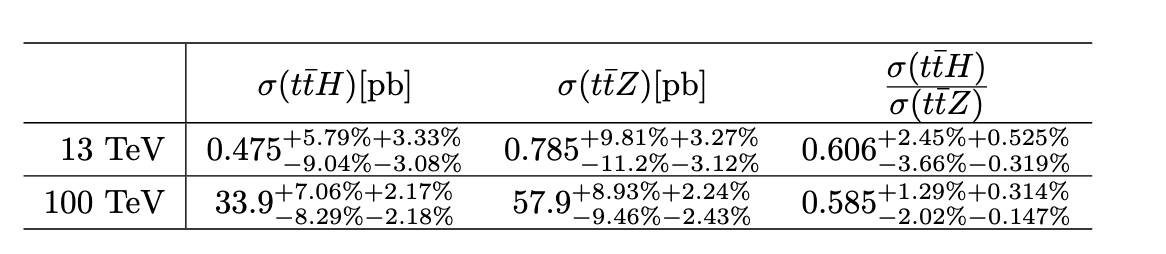 σ(tt̄H)[pb] σ(tt̄Z)[pb] σ(tt̄H)/σ(tt̄Z)
13 TeV 0.475^{+5.79%+3.33%}_{−9.04%−3.08%} 0.785^{+9.81%+3.27%}_{−11.2%−3.12%} 0.606^{+2.45%+0.525%}_{−3.66%−0.319%}
100 TeV 33.9^{+7.06%+2.17%}_{−8.29%−2.18%} 57.9^{+8.93%+2.24%}_{−9.46%−2.43%} 0.585^{+1.29%+0.314%}_{−2.02%−0.147%}